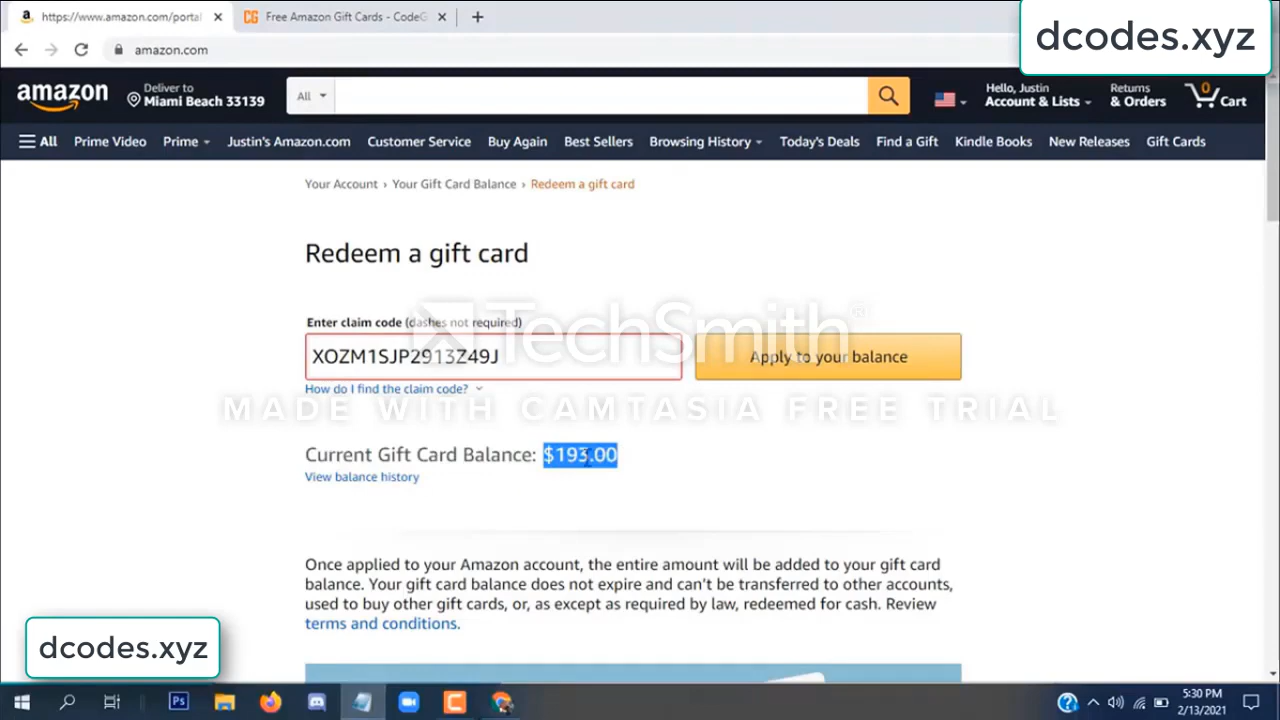 https://www.amazon.com/portal
Free Amazon Gift Cards - CodeG
dcodes.xyz
amazon.com
amazon
Deliver to
Miami Beach 33139
All
Hello, Justin
Account & Lists
Returns
& Orders
0
Cart
All
Prime Video
Prime
Justin's Amazon.com
Customer Service
Buy Again
Best Sellers
Browsing History
Today's Deals
Find a Gift
Kindle Books
New Releases
Gift Cards
Your Account › Your Gift Card Balance › Redeem a gift card
Redeem a gift card
Enter claim code (dashes not required)
TechSmith®
XOZM1SJP2913Z49J
Apply to your balance
How do I find the claim code?
MADE WITH CAMTASIA FREE TRIAL
Current Gift Card Balance: $193.00
View balance history
Once applied to your Amazon account, the entire amount will be added to your gift card
balance. Your gift card balance does not expire and can't be transferred to other accounts,
used to buy other gift cards, or, as except as required by law, redeemed for cash. Review
terms and conditions.
dcodes.xyz
Ps
5:30 PM
2/13/2021